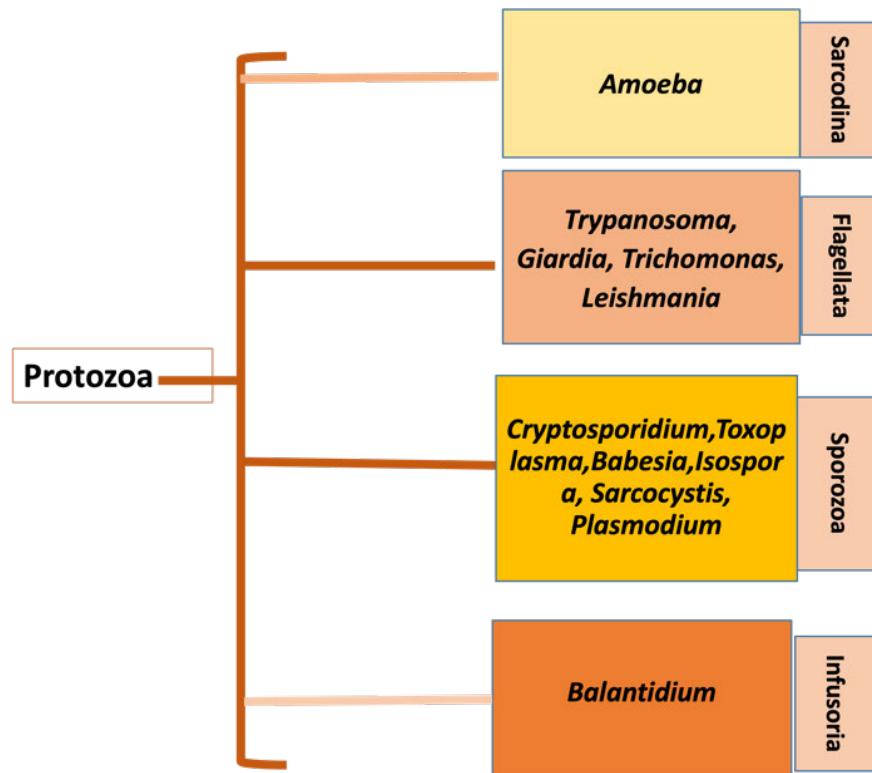 Protozoa
Amoeba
Sarcodina
Trypanosoma,
Giardia, Trichomonas,
Leishmania
Flagellata
Cryptosporidium,Toxop
lasma,Babesia,Isospor
a, Sarcocystis,
Plasmodium
Sporozoa
Balantidium
Infusoria